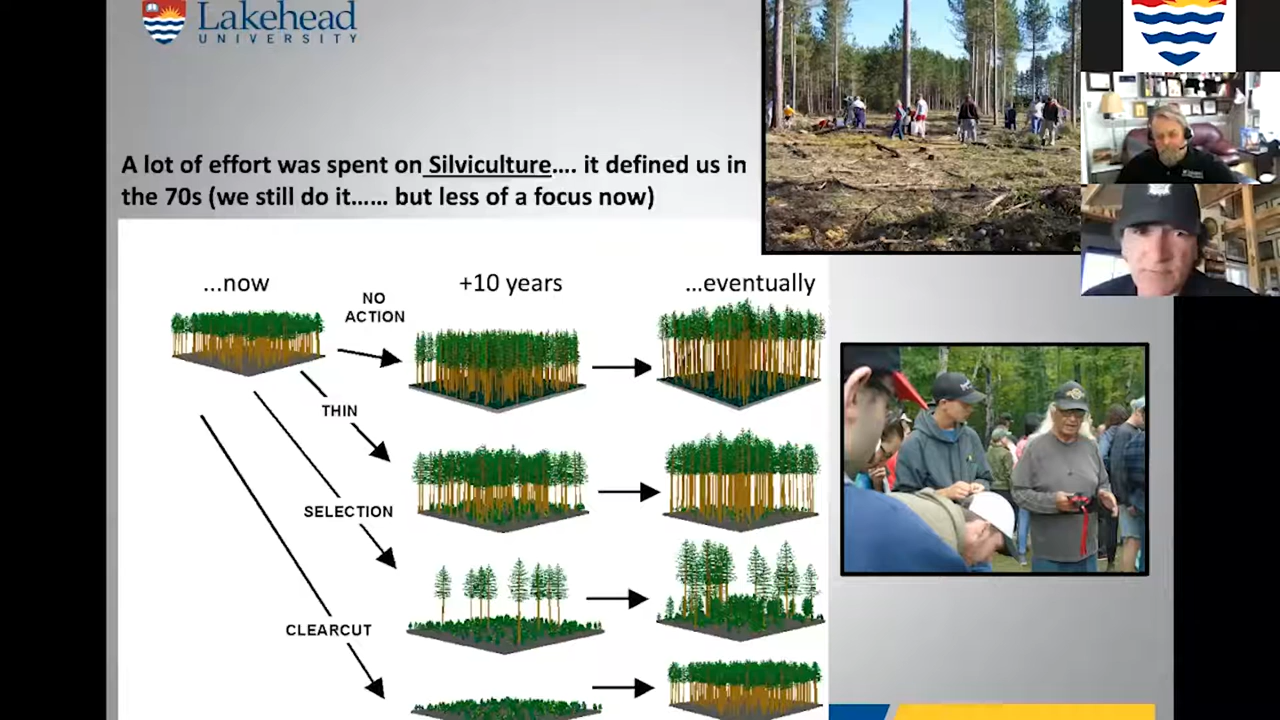 Lakehead
UNIVERSITY
A lot of effort was spent on Silviculture.... it defined us in
the 70s (we still do it...... but less of a focus now)
...now
+10 years
...eventually
NO
ACTION
THIN
SELECTION
CLEARCUT